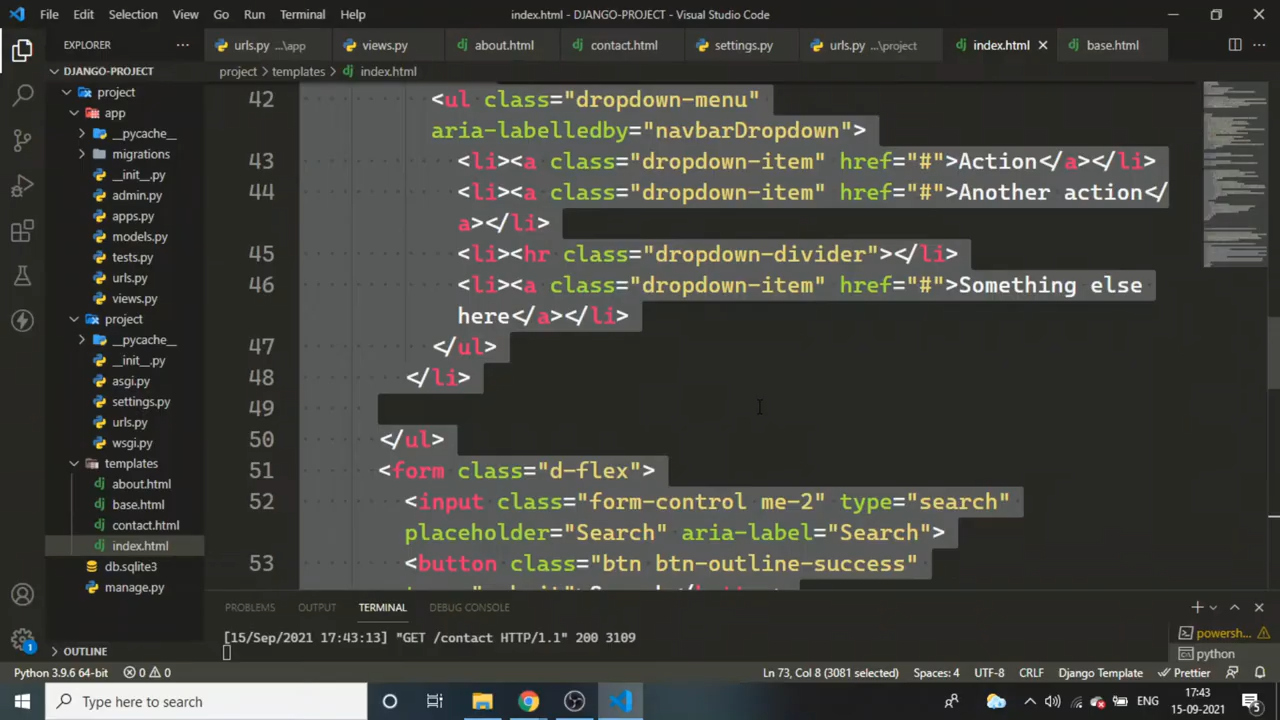 File Edit Selection View Go Run Terminal Help
index.html - DJANGO-PROJECT - Visual Studio Code
EXPLORER
urls.py ...\app
views.py
about.html
contact.html
settings.py
urls.py ...\project
index.html
base.html
project > templates > index.html
DJANGO-PROJECT
project
app
__pycache__
migrations
__init__.py
admin.py
apps.py
models.py
tests.py
urls.py
views.py
project
__pycache__
__init__.py
asgi.py
settings.py
urls.py
wsgi.py
templates
about.html
base.html
contact.html
index.html
db.sqlite3
manage.py
OUTLINE
42 <ul class="dropdown-menu"
aria-labelledby="navbarDropdown">
43 <li><a class="dropdown-item" href="#">Action</a></li>
44 <li><a class="dropdown-item" href="#">Another action</
a></li>
45 <li><hr class="dropdown-divider"></li>
46 <li><a class="dropdown-item" href="#">Something else
here</a></li>
47 </ul>
48 </li>
49
50 </ul>
51 <form class="d-flex">
52 <input class="form-control me-2" type="search"
placeholder="Search" aria-label="Search">
53 <button class="btn btn-outline-success"
PROBLEMS OUTPUT TERMINAL DEBUG CONSOLE
[15/Sep/2021 17:43:13] "GET /contact HTTP/1.1" 200 3109
powersh...
python
1
Python 3.9.6 64-bit 0 0
Ln 73, Col 8 (3081 selected) Spaces: 4 UTF-8 CRLF Django Template Prettier
Type here to search
ENG
17:43
15-09-2021
5